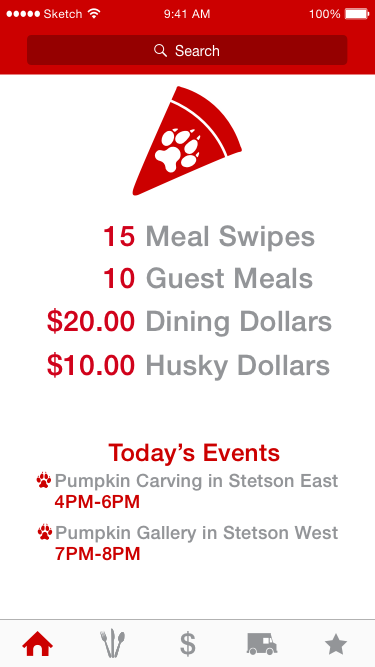 Sketch 9:41 AM 100%
Search
15 Meal Swipes
10 Guest Meals
$20.00 Dining Dollars
$10.00 Husky Dollars
Today’s Events
Pumpkin Carving in Stetson East
4PM-6PM
Pumpkin Gallery in Stetson West
7PM-8PM
$